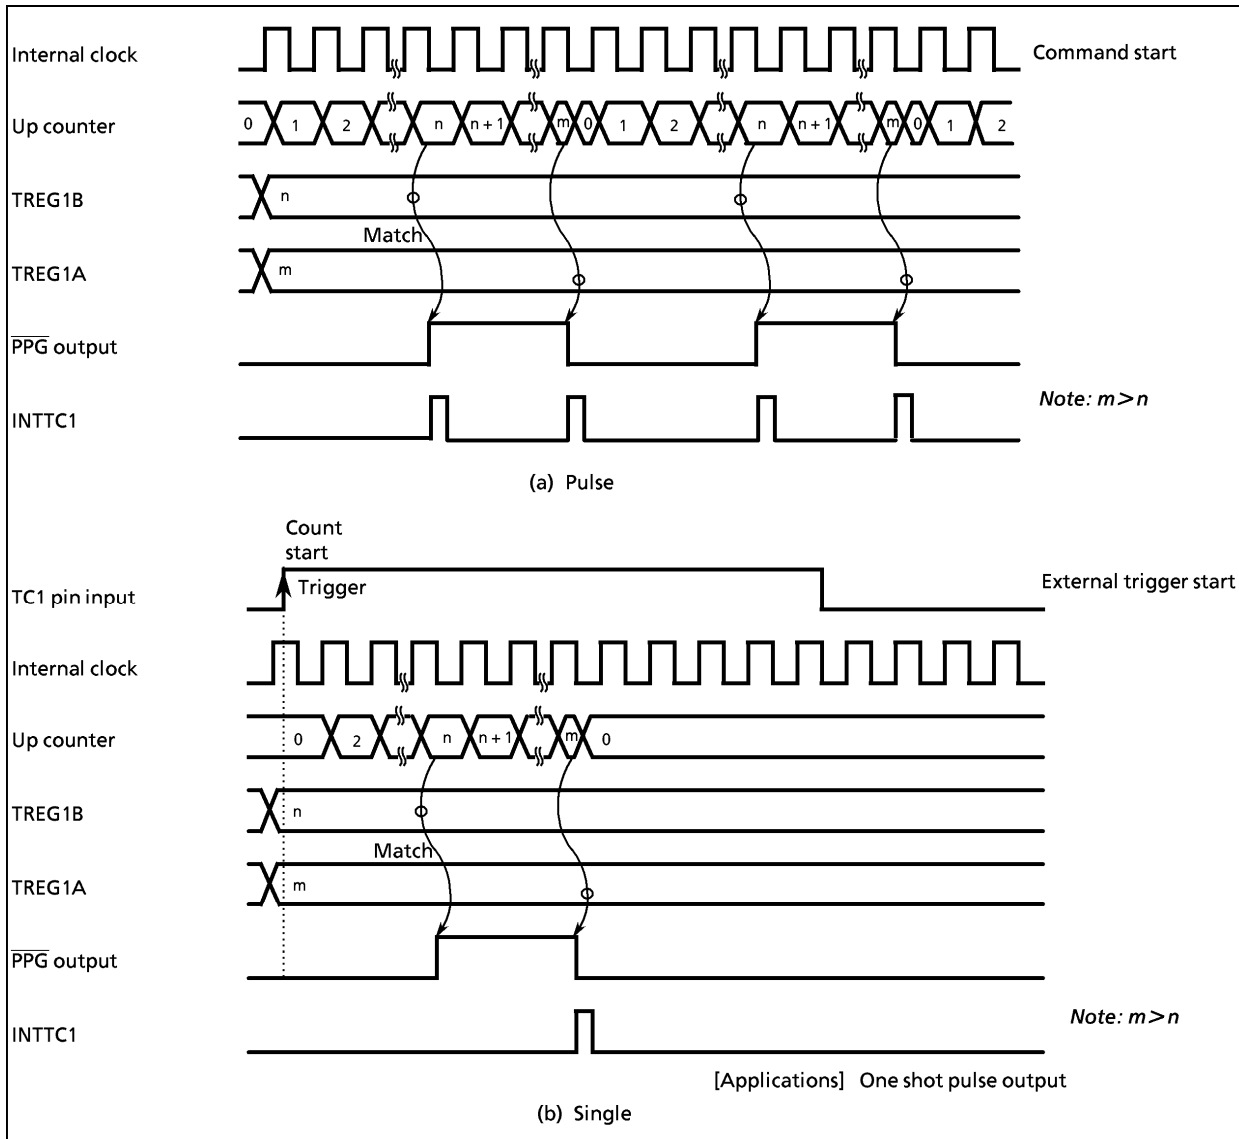 Internal clock
Command start
Up counter 0 1 2 n n + 1 m 0 1 2 n n + 1 m 0 1 2
TREG1B n
Match
TREG1A m
PPG output
INTTC1
Note: m>n
(a) Pulse
Count
start
Trigger
TC1 pin input
External trigger start
Internal clock
Up counter 0 2 n n + 1 m 0
TREG1B n
Match
TREG1A m
PPG output
INTTC1
Note: m>n
[Applications] One shot pulse output
(b) Single